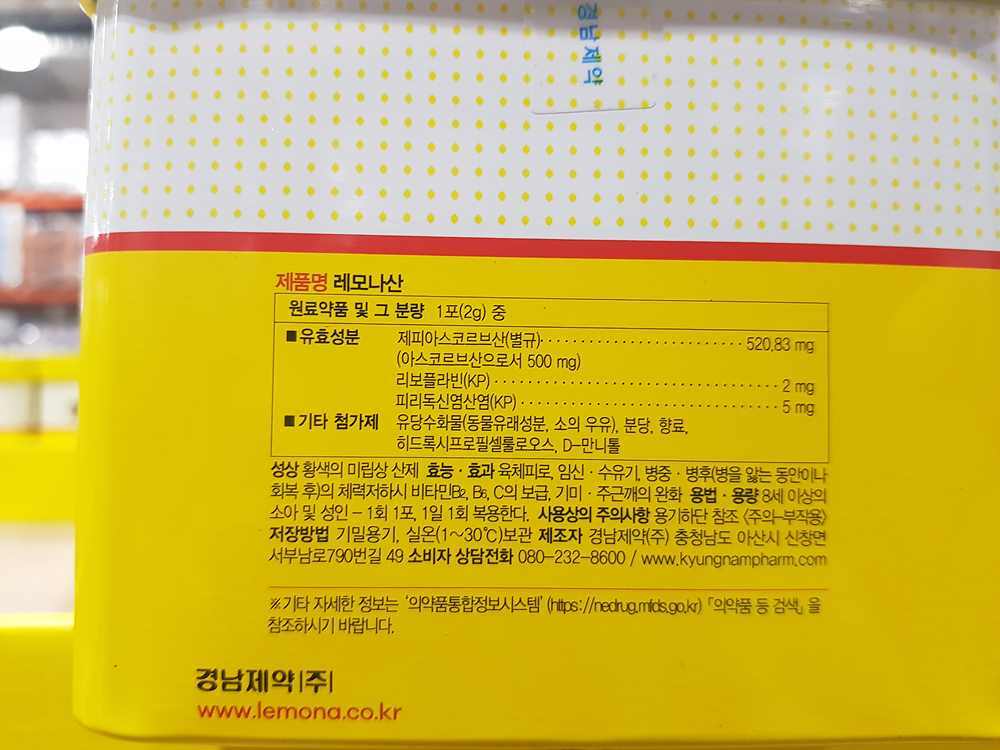 경남제약
제품명 레모나산
원료약품 및 그 분량 1포(2g) 중
■유효성분 제피아스코르브산(별규)························520.83 mg
(아스코르브산으로서 500 mg)
리보플라빈(KP)·································2 mg
피리독신염산염(KP)······························5 mg
■기타 첨가제 유당수화물(동물유래성분, 소의 우유), 분당, 향료,
히드록시프로필셀룰로오스, D-만니톨
성상 황색의 미립상 산제 효능·효과 육체피로, 임신·수유기, 병중·병후(병을 앓는 동안이나
회복 후)의 체력저하시 비타민B₂, B₆, C의 보급, 기미·주근깨의 완화 용법·용량 8세 이상의
소아 및 성인 – 1회 1포, 1일 1회 복용한다. 사용상의 주의사항 용기하단 참조 <주의-부작용>
저장방법 기밀용기, 실온(1~30℃)보관 제조자 경남제약(주) 충청남도 아산시 신창면
서부남로790번길 49 소비자 상담전화 080-232-8600 / www.kyungnampharm.com
※기타 자세한 정보는 '의약품통합정보시스템' (https://nedrug.mfds.go.kr) 「의약품 등 검색」을
참조하시기 바랍니다.
경남제약|주|
www.lemona.co.kr